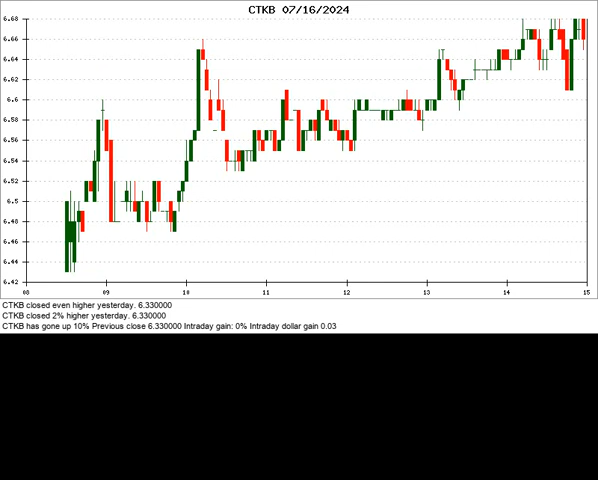 CTKB 07/16/2024
6.68
6.66
6.64
6.62
6.6
6.58
6.56
6.54
6.52
6.5
6.48
6.46
6.44
6.42
08 09 10 11 12 13 14 15
CTKB closed even higher yesterday. 6.330000
CTKB closed 2% higher yesterday. 6.330000
CTKB has gone up 10% Previous close 6.330000 Intraday gain: 0% Intraday dollar gain 0.03